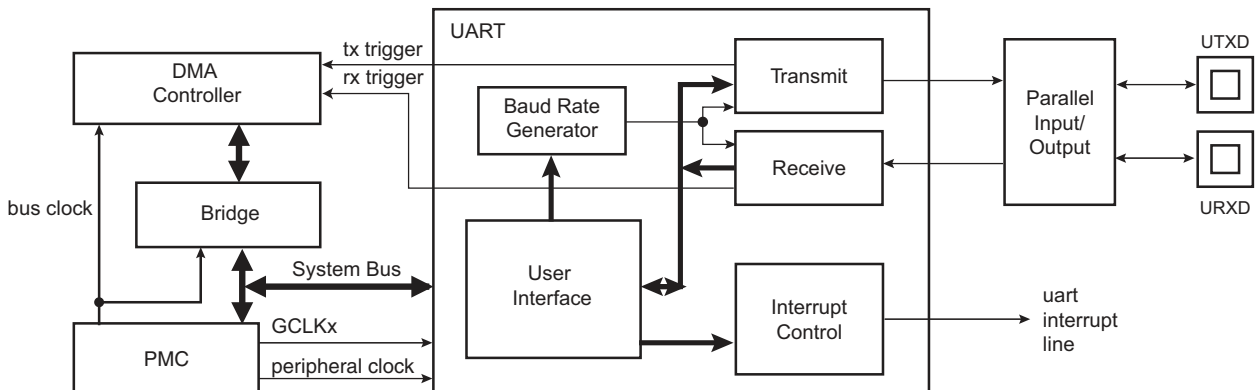 UART
tx trigger
rx trigger
DMA
Controller
Baud Rate
Generator
Transmit
Receive
Parallel
Input/
Output
UTXD
URXD
bus clock
Bridge
System Bus
User
Interface
Interrupt
Control
uart
interrupt
line
PMC
GCLKx
peripheral clock